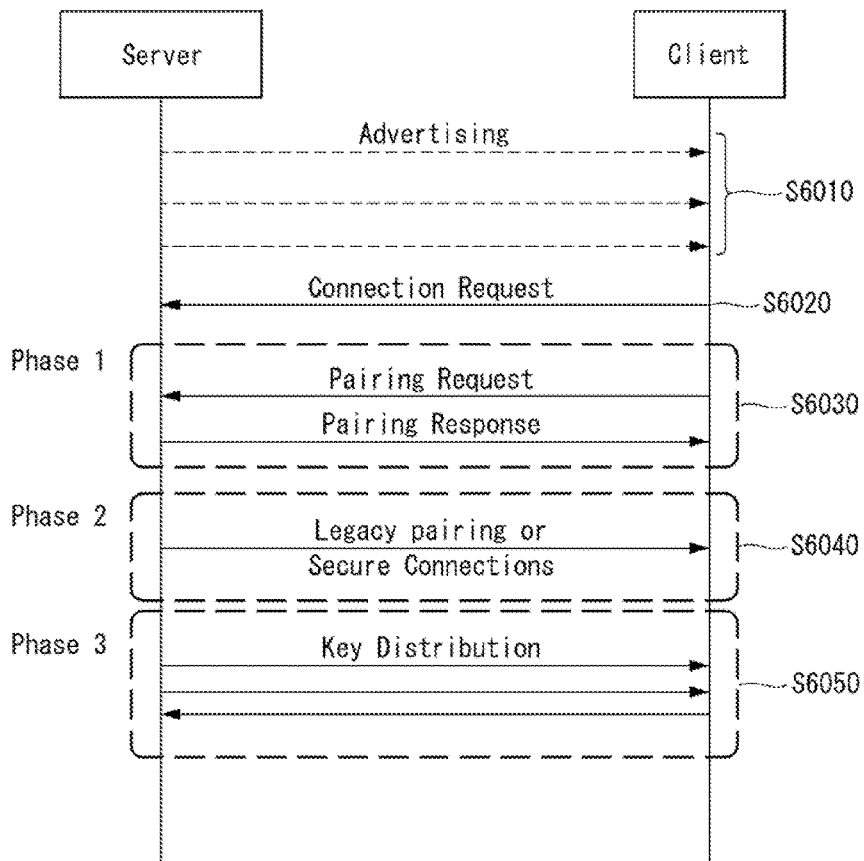 Server
Client
Advertising
S6010
Connection Request
S6020
Phase 1
Pairing Request
S6030
Pairing Response
Phase 2
Legacy pairing or
Secure Connections
S6040
Phase 3
Key Distribution
S6050